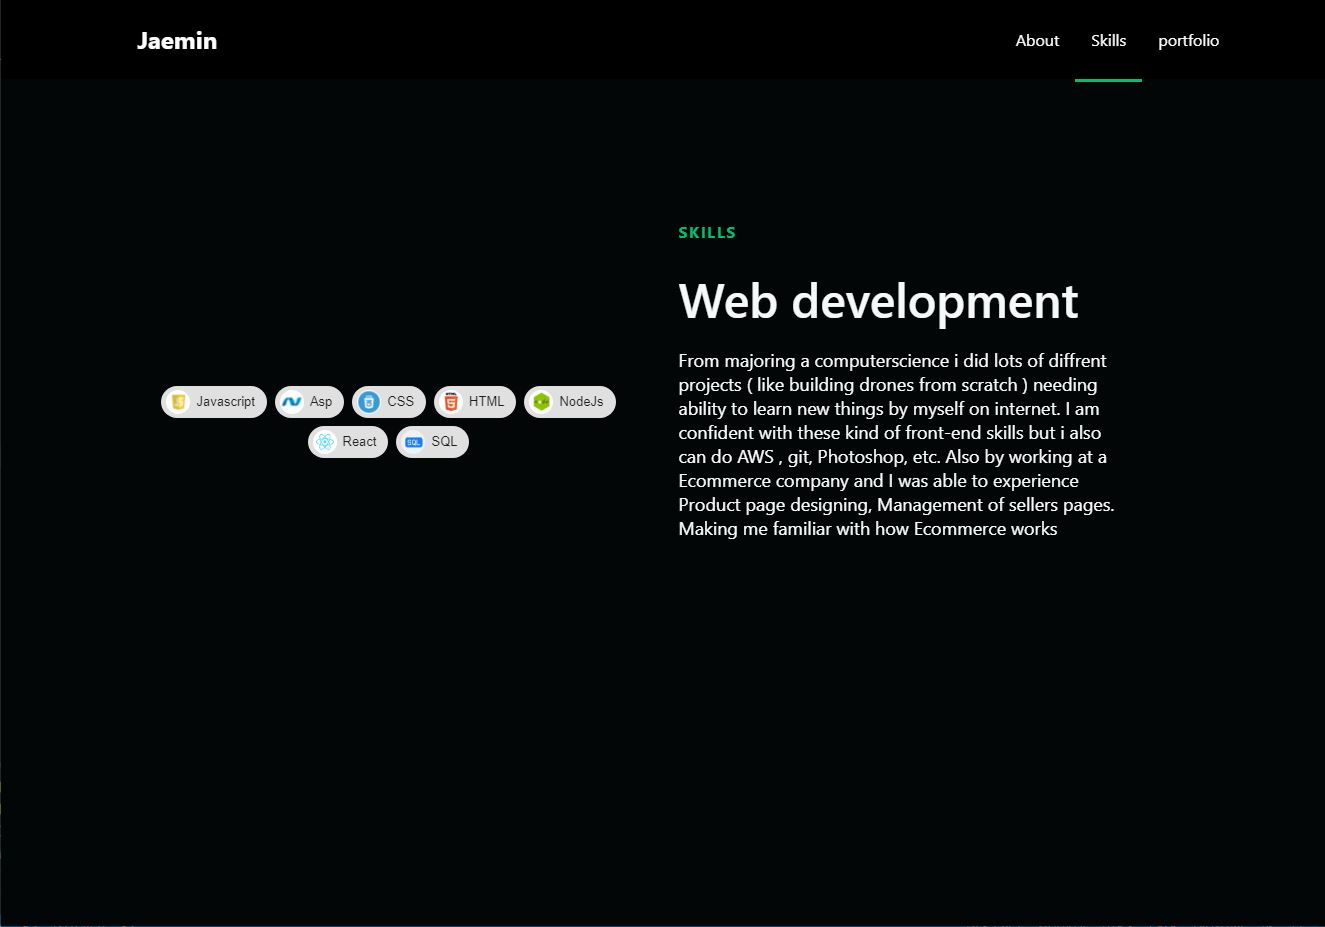 Jaemin
About
Skills
portfolio
SKILLS
Web development
From majoring a computerscience i did lots of diffrent
projects ( like building drones from scratch ) needing
ability to learn new things by myself on internet. I am
confident with these kind of front-end skills but i also
can do AWS , git, Photoshop, etc. Also by working at a
Ecommerce company and I was able to experience
Product page designing, Management of sellers pages.
Making me familiar with how Ecommerce works
Javascript
Asp
CSS
HTML
NodeJs
React
SQL